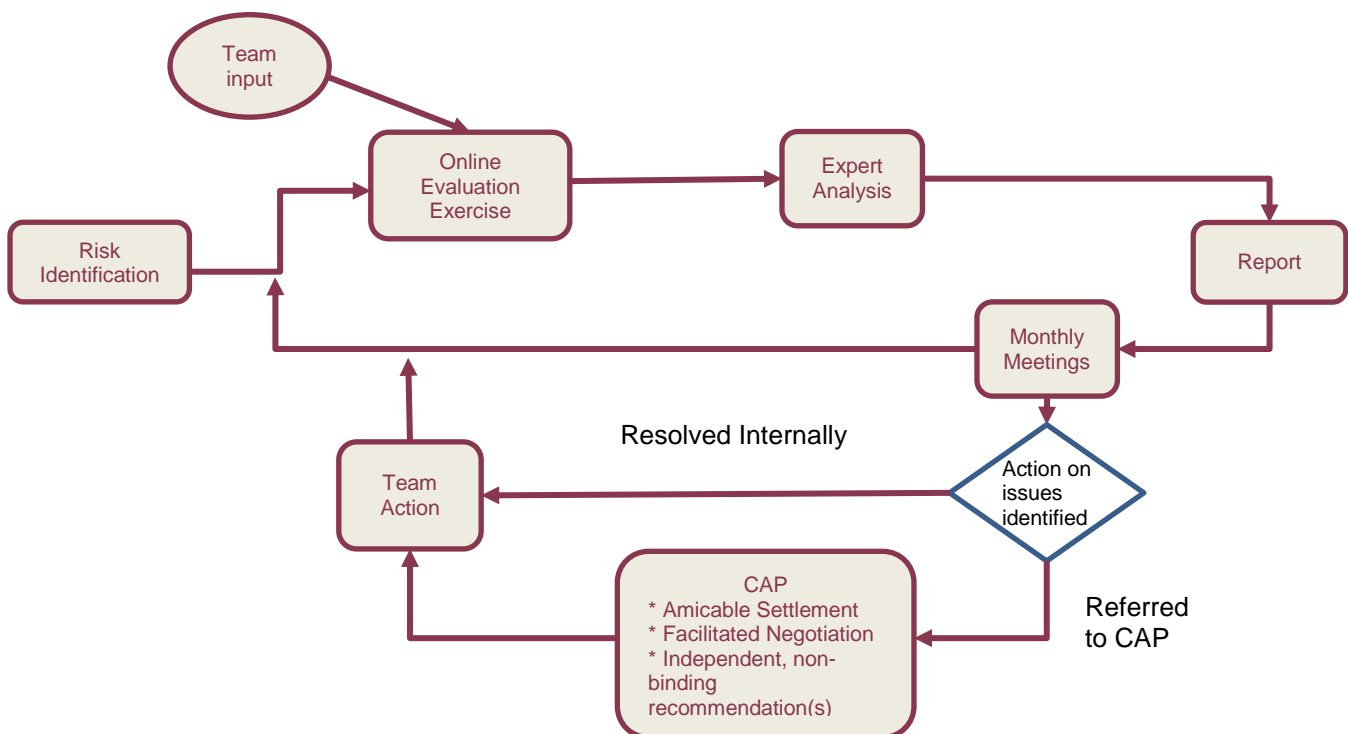 Team
input
Online
Evaluation
Exercise
Expert
Analysis
Risk
Identification
Report
Monthly
Meetings
Resolved Internally
Action on
issues
identified
Team
Action
CAP
* Amicable Settlement
* Facilitated Negotiation
* Independent, non-
binding
recommendation(s)
Referred
to CAP